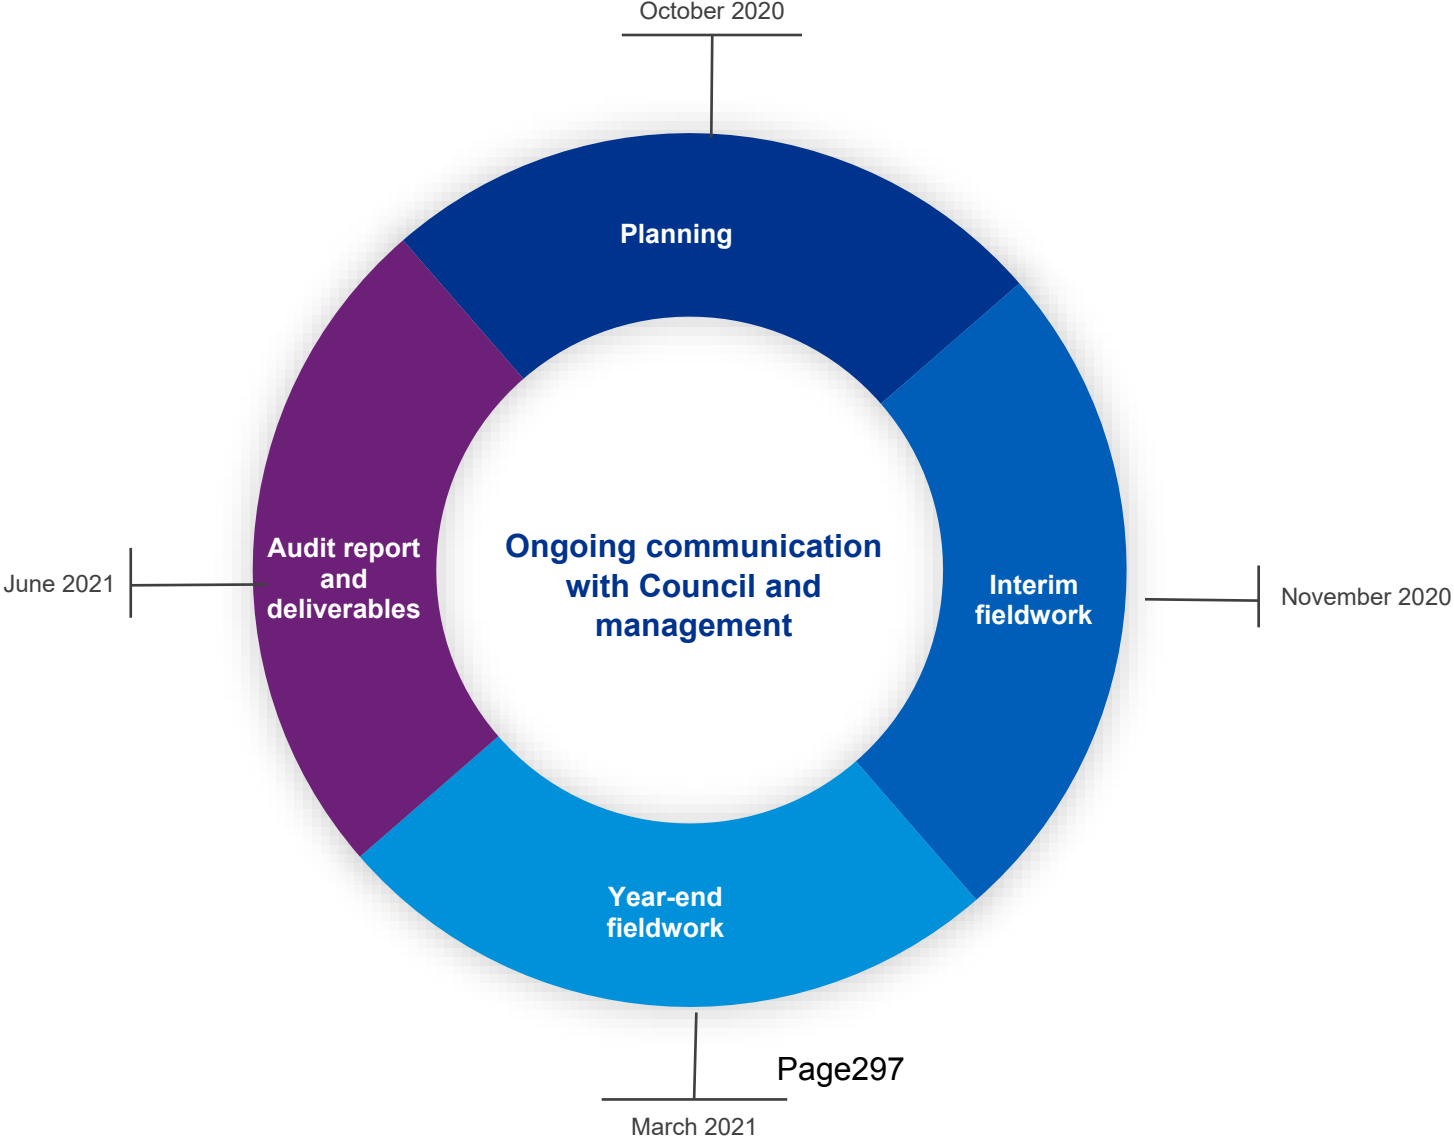 October 2020
Planning
Audit report
and
deliverables
Ongoing communication
with Council and
management
Interim
fieldwork
June 2021
November 2020
Year-end
fieldwork
Page297
March 2021